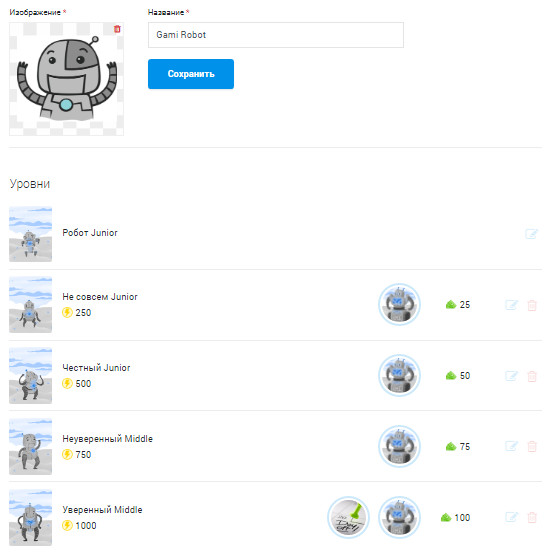 Изображение *
Название *
Gami Robot
Сохранить
Уровни
Робот Junior
Не совсем Junior
250
25
Честный Junior
500
50
Неуверенный Middle
750
75
Уверенный Middle
1000
100